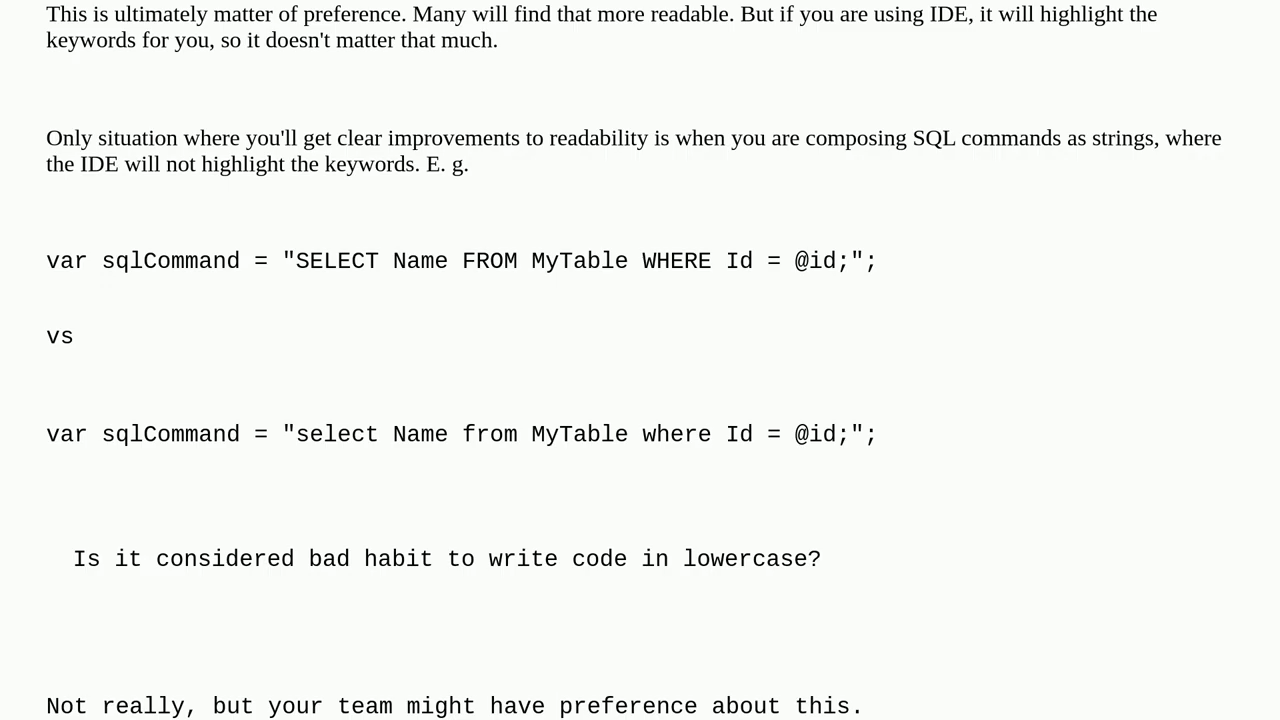 This is ultimately matter of preference. Many will find that more readable. But if you are using IDE, it will highlight the
keywords for you, so it doesn't matter that much.
Only situation where you'll get clear improvements to readability is when you are composing SQL commands as strings, where
the IDE will not highlight the keywords. E. g.
var sqlCommand = "SELECT Name FROM MyTable WHERE Id = @id;";
vs
var sqlCommand = "select Name from MyTable where Id = @id;";
Is it considered bad habit to write code in lowercase?
Not really, but your team might have preference about this.